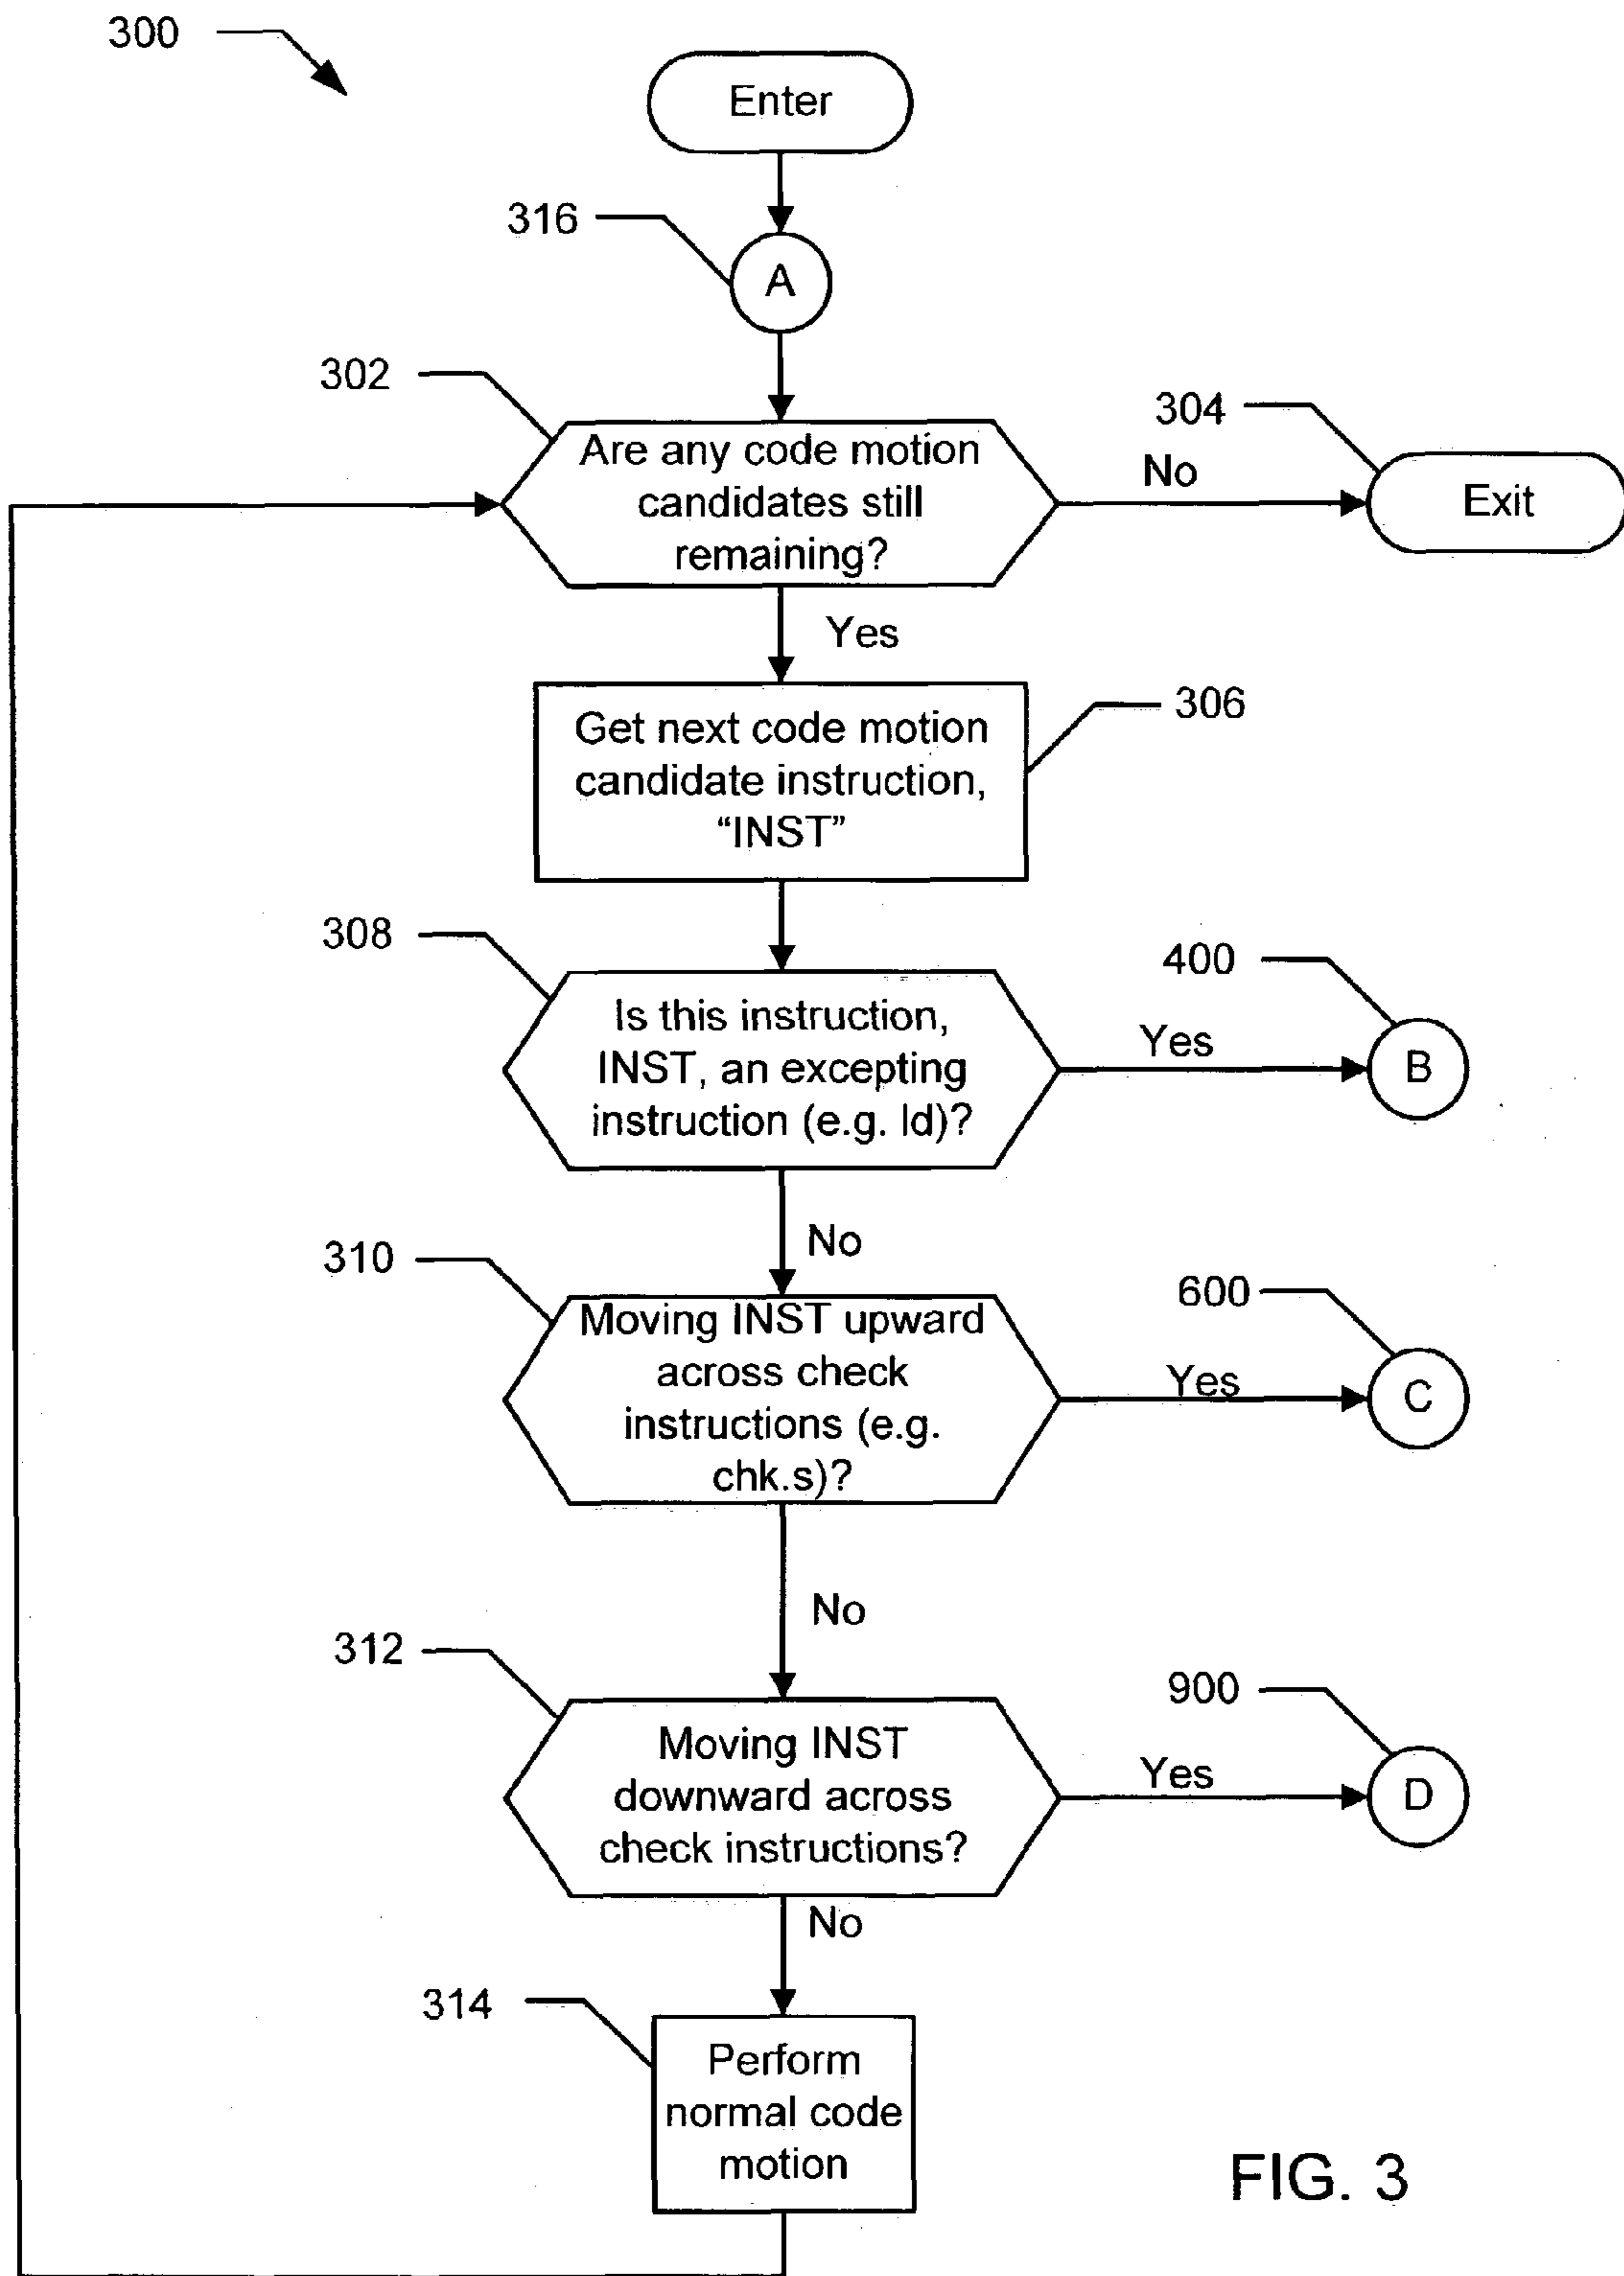 300
Enter
316
A
302
Are any code motion
candidates still
remaining?
No
304
Exit
Yes
Get next code motion
candidate instruction,
“INST”
306
308
Is this instruction,
INST, an excepting
instruction (e.g. ld)?
Yes
400
B
No
310
Moving INST upward
across check
instructions (e.g.
chk.s)?
Yes
600
C
No
312
Moving INST
downward across
check instructions?
Yes
900
D
No
314
Perform
normal code
motion
FIG. 3